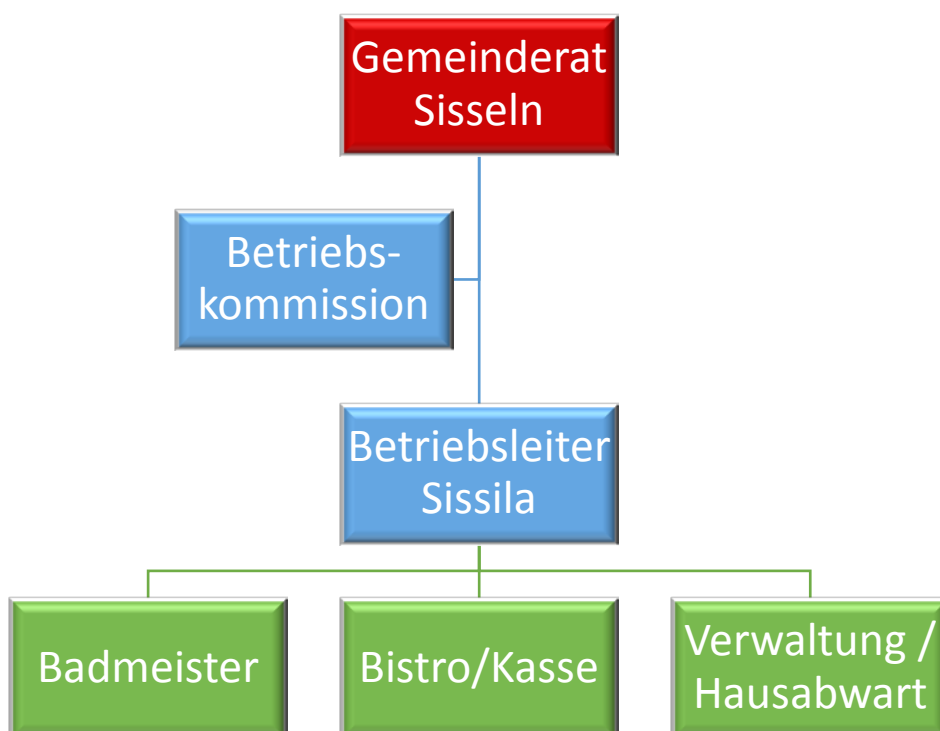 Gemeinderat
Sisseln
Betriebs-
kommission
Betriebsleiter
Sissila
Badmeister
Bistro/Kasse
Verwaltung /
Hausabwart